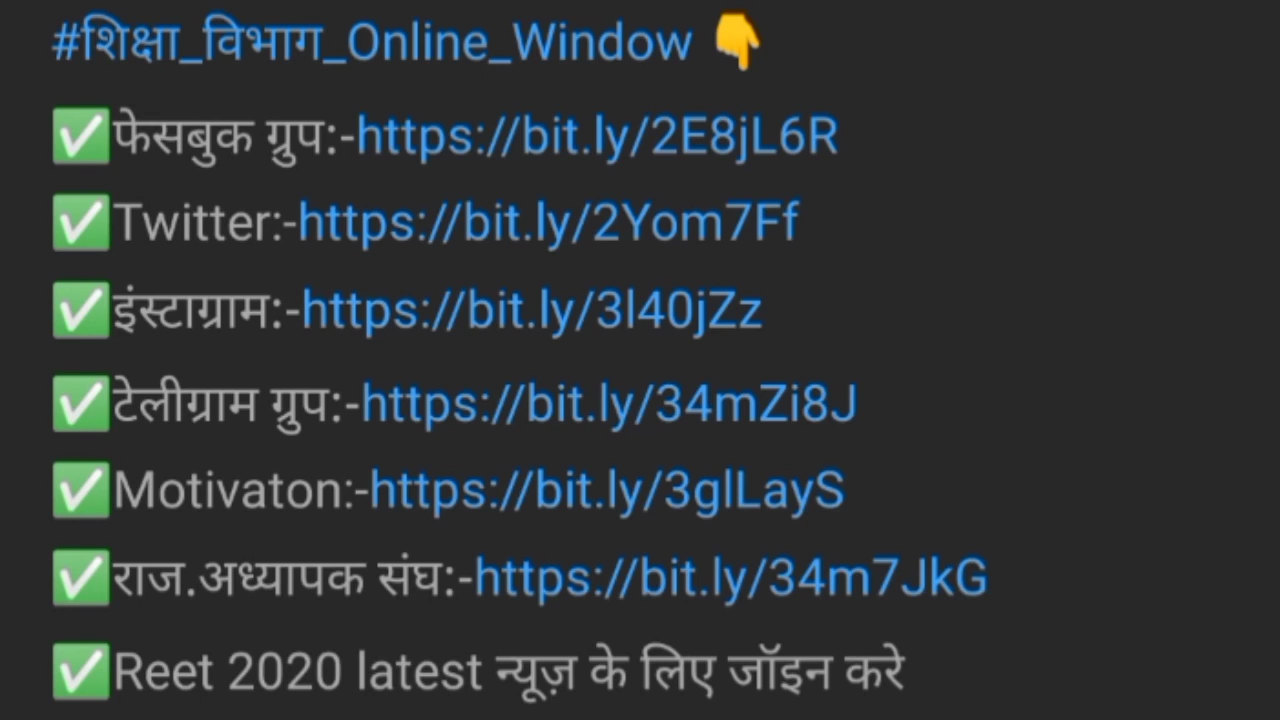 #शिक्षा_विभाग_Online_Window 👇
✅फेसबुक ग्रुप:-https://bit.ly/2E8jL6R
✅Twitter:-https://bit.ly/2Yom7Ff
✅इंस्टाग्राम:-https://bit.ly/3l40jZz
✅टेलीग्राम ग्रुप:-https://bit.ly/34mZi8J
✅Motivaton:-https://bit.ly/3glLayS
✅राज.अध्यापक संघ:-https://bit.ly/34m7JkG
✅Reet 2020 latest न्यूज़ के लिए जॉइन करे